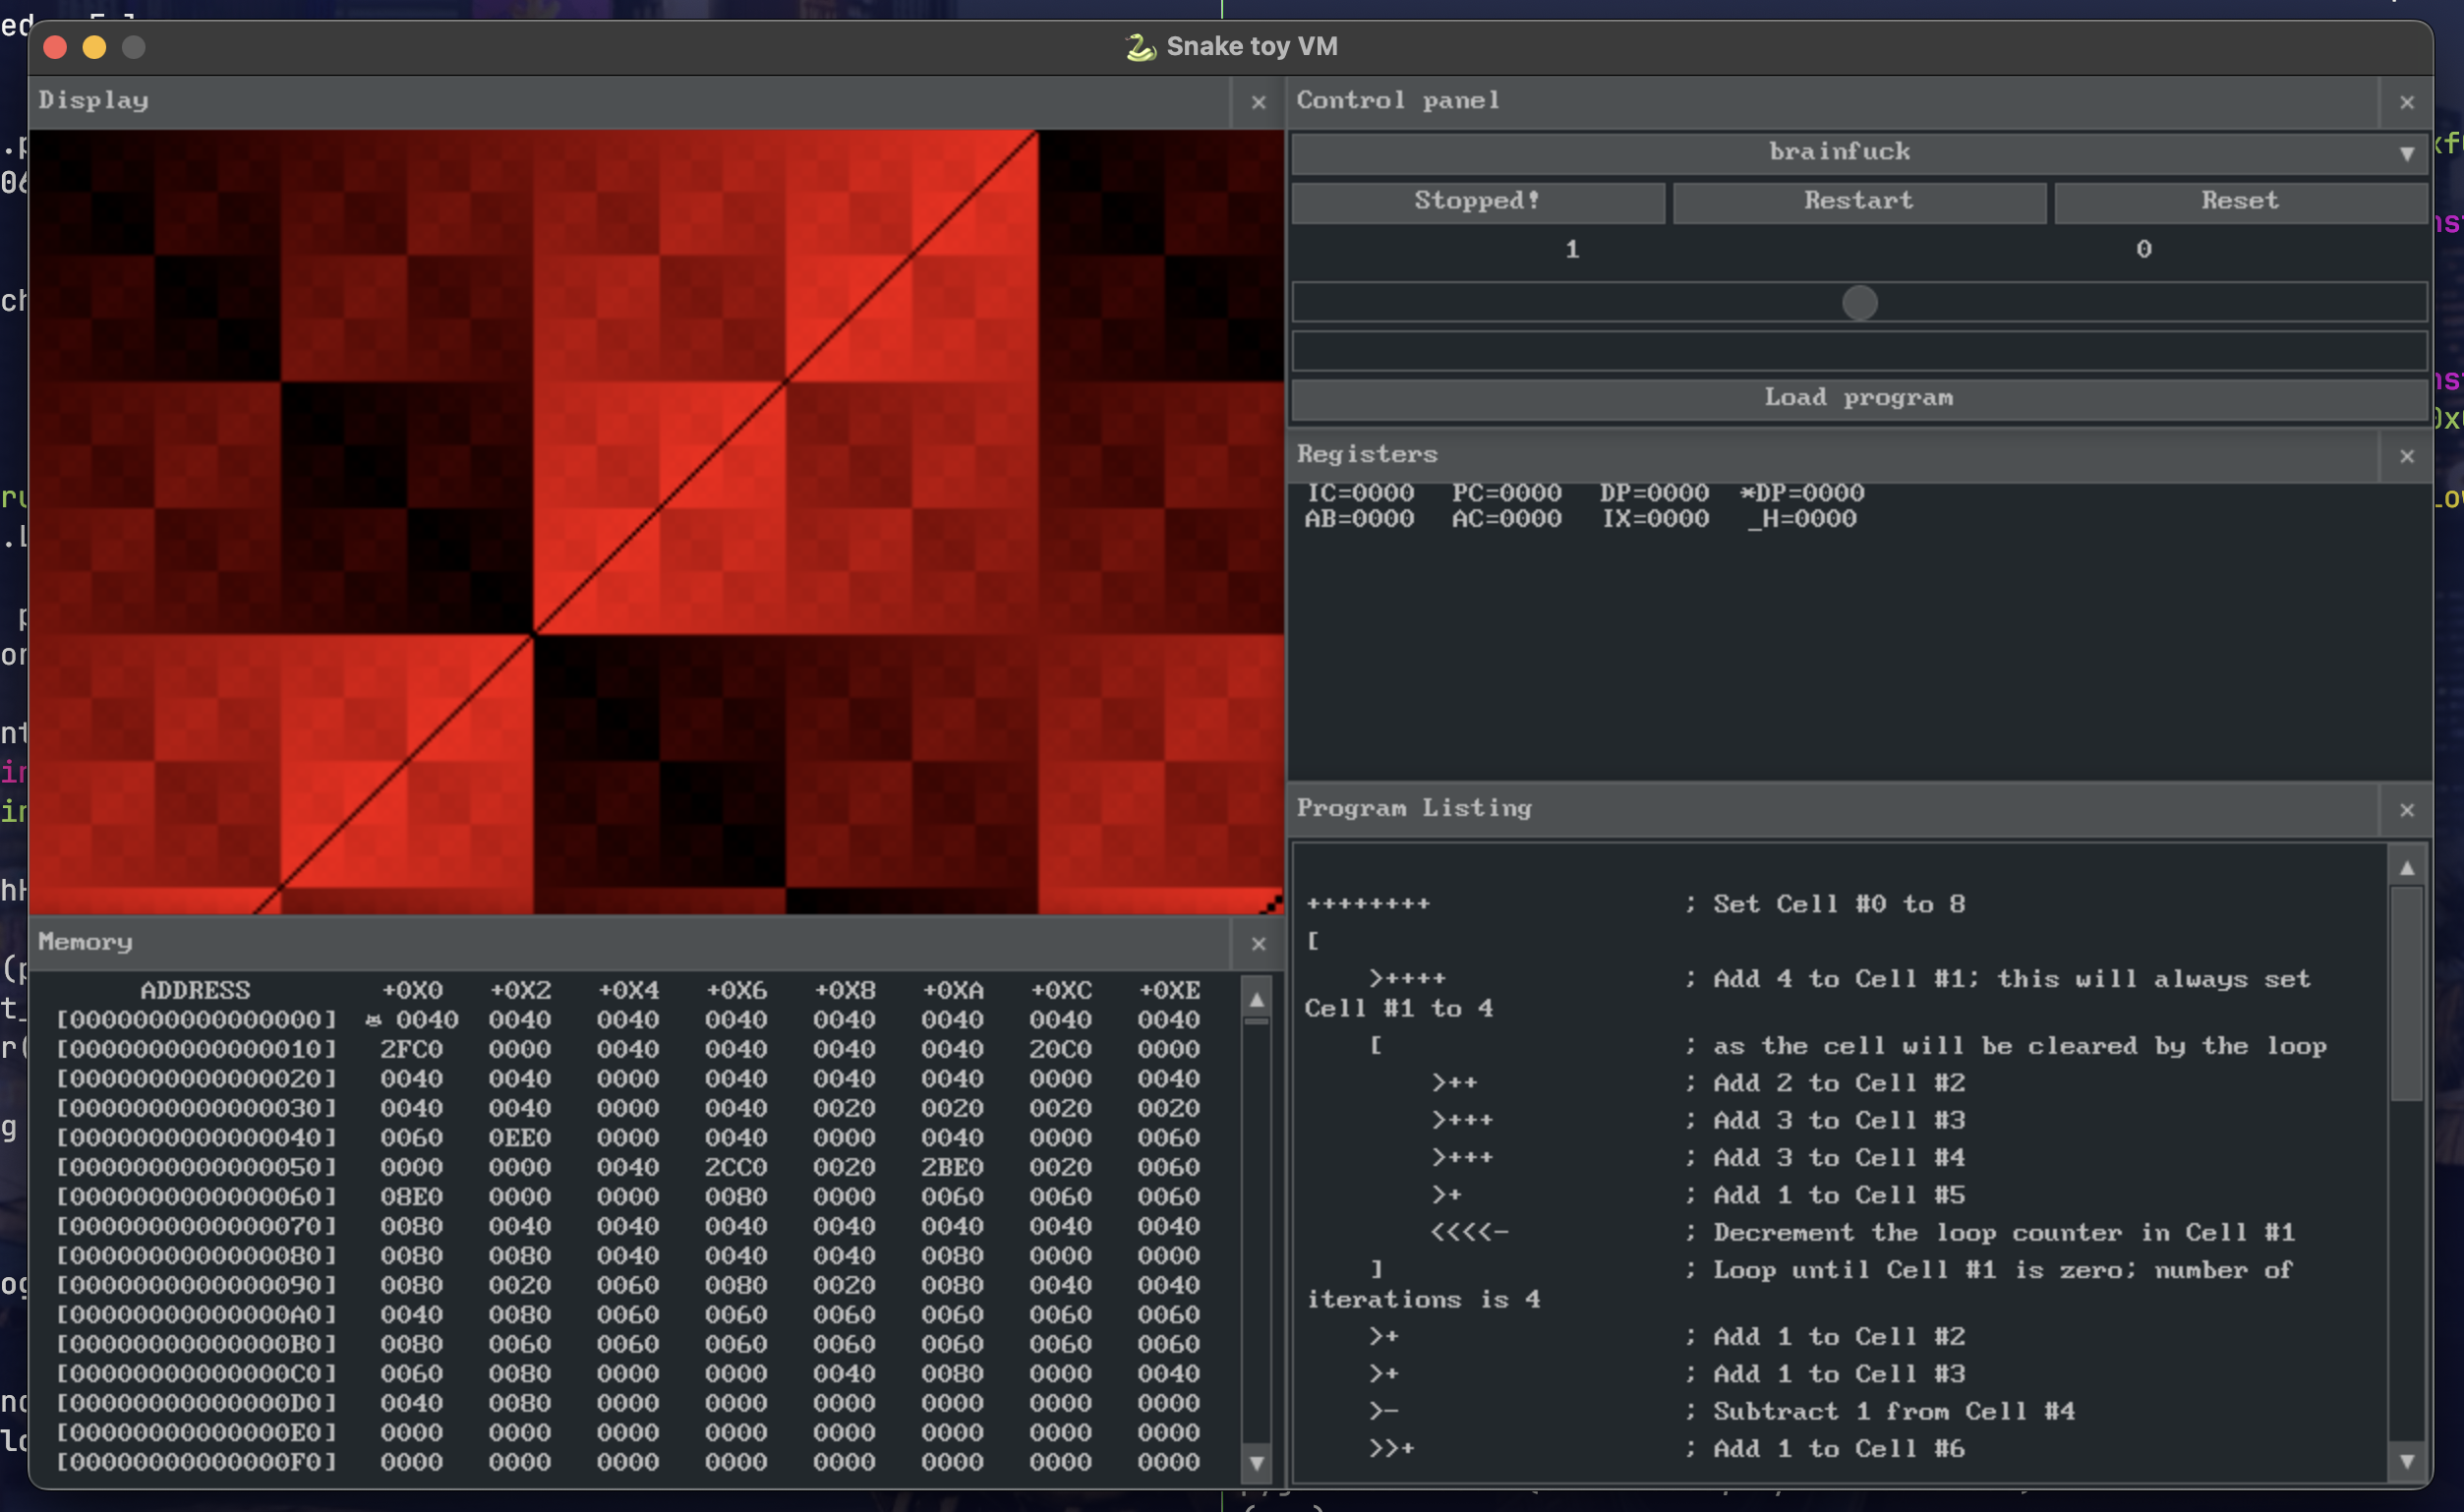 Snake toy VM
Display ×
Control panel ×
brainfuck ▼
Stopped! Restart Reset
1 0
Load program
Registers ×
IC=0000 PC=0000 DP=0000 *DP=0000
AB=0000 AC=0000 IX=0000 _H=0000
Program Listing ×
++++++++ ; Set Cell #0 to 8
[
>++++ ; Add 4 to Cell #1; this will always set
Cell #1 to 4
[ ; as the cell will be cleared by the loop
>++ ; Add 2 to Cell #2
>+++ ; Add 3 to Cell #3
>+++ ; Add 3 to Cell #4
>+ ; Add 1 to Cell #5
<<<<- ; Decrement the loop counter in Cell #1
] ; Loop until Cell #1 is zero; number of
iterations is 4
>+ ; Add 1 to Cell #2
>+ ; Add 1 to Cell #3
>- ; Subtract 1 from Cell #4
>>+ ; Add 1 to Cell #6
Memory ×
ADDRESS +0X0 +0X2 +0X4 +0X6 +0X8 +0XA +0XC +0XE
[0000000000000000] 0040 0040 0040 0040 0040 0040 0040 0040
[0000000000000010] 2FC0 0000 0040 0040 0040 0040 20C0 0000
[0000000000000020] 0040 0040 0000 0040 0040 0040 0000 0040
[0000000000000030] 0040 0040 0000 0040 0020 0020 0020 0020
[0000000000000040] 0060 0EE0 0000 0040 0000 0040 0000 0060
[0000000000000050] 0000 0000 0040 2CC0 0020 2BE0 0020 0060
[0000000000000060] 08E0 0000 0000 0080 0000 0060 0060 0060
[0000000000000070] 0080 0040 0040 0040 0040 0040 0040 0040
[0000000000000080] 0080 0080 0040 0040 0040 0080 0000 0000
[0000000000000090] 0080 0020 0060 0080 0020 0080 0040 0040
[00000000000000A0] 0040 0080 0060 0060 0060 0060 0060 0060
[00000000000000B0] 0080 0060 0060 0060 0060 0060 0060 0060
[00000000000000C0] 0060 0080 0000 0000 0040 0080 0000 0040
[00000000000000D0] 0040 0080 0000 0000 0000 0000 0000 0000
[00000000000000E0] 0000 0000 0000 0000 0000 0000 0000 0000
[00000000000000F0] 0000 0000 0000 0000 0000 0000 0000 0000